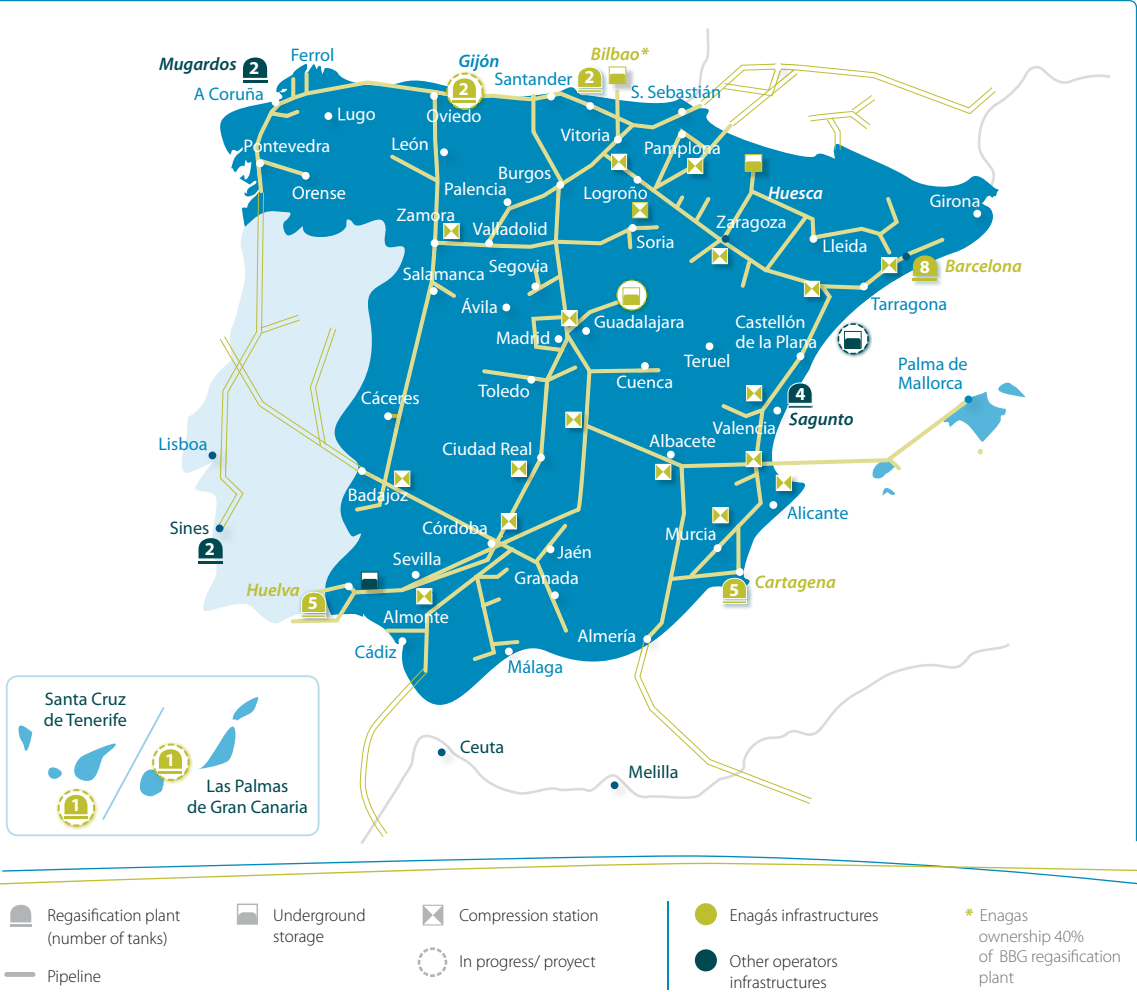 Mugardos
2
Ferrol
A Coruña
Gijón
2
Santander
Bilbao*
2
S. Sebastián
Lugo
Oviedo
Pontevedra
Orense
León
Vitoria
Pamplona
Burgos
Palencia
Logroño
Huesca
Girona
Zamora
Valladolid
Soria
Zaragoza
Lleida
8
Barcelona
Salamanca
Segovia
Ávila
Tarragona
Madrid
Guadalajara
Castellón
de la Plana
Teruel
Palma de
Mallorca
Toledo
Cuenca
Cáceres
4
Sagunto
Valencia
Lisboa
Ciudad Real
Albacete
Badajoz
Alicante
Sines
2
Córdoba
Murcia
Sevilla
Jaén
Granada
Huelva
5
Cartagena
5
Almonte
Almería
Cádiz
Málaga
Santa Cruz
de Tenerife
1
1
Las Palmas
de Gran Canaria
Ceuta
Melilla
Regasification plant
(number of tanks)
Pipeline
Underground
storage
Compression station
In progress/ proyect
Enagás infrastructures
Other operators
infrastructures
* Enagas
ownership 40%
of BBG regasification
plant